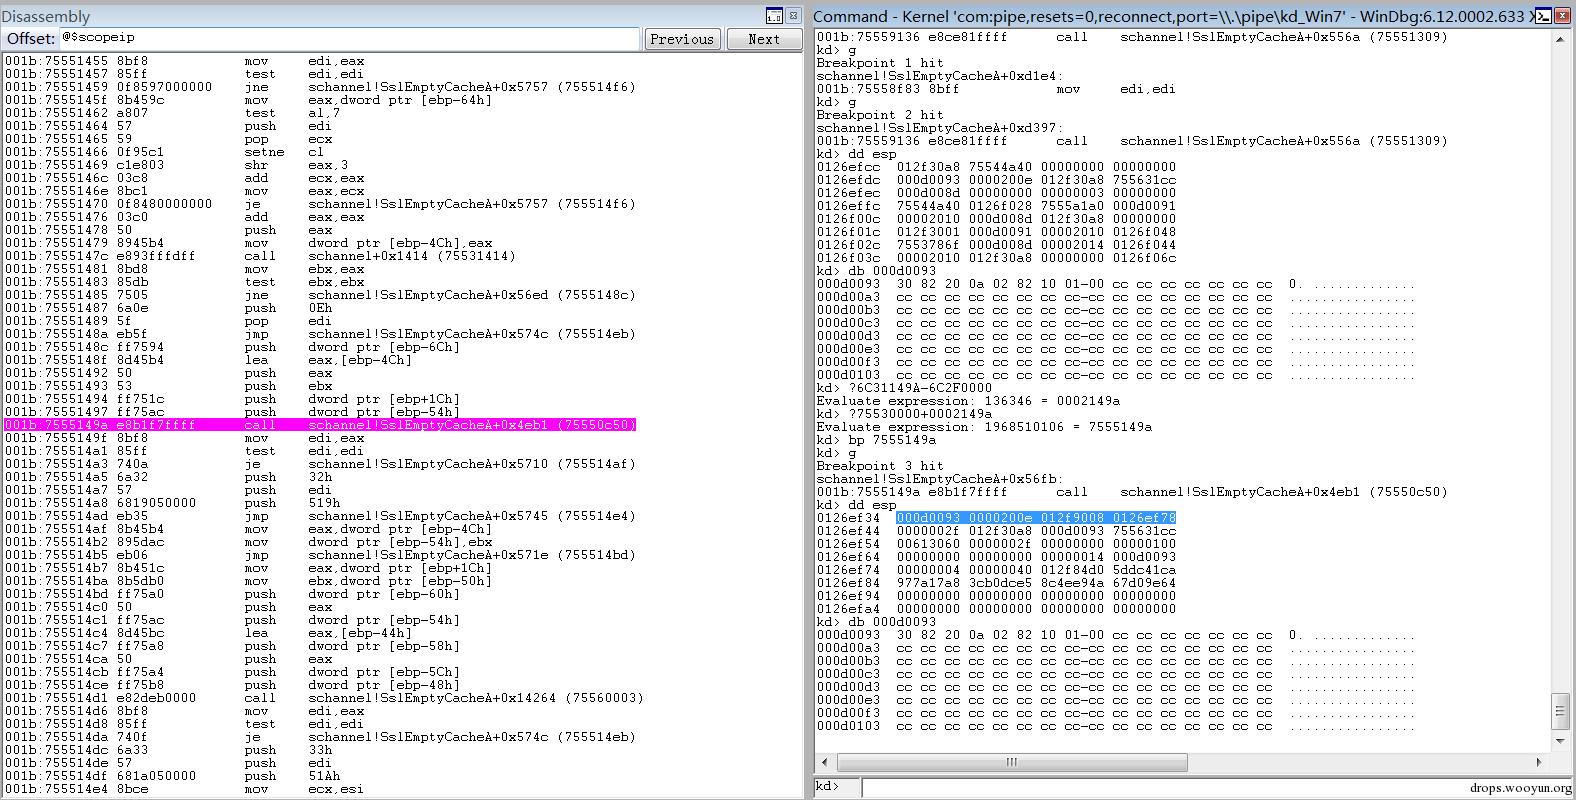 Disassembly
Offset: @$scopeip
Previous
Next
001b:75551455 8bf8 mov edi,eax
001b:75551457 85ff test edi,edi
001b:75551459 0f8597000000 jne schannel!SslEmptyCacheA+0x5757 (755514f6)
001b:7555145f 8b459c mov eax,dword ptr [ebp-64h]
001b:75551462 a807 test al,7
001b:75551464 57 push edi
001b:75551465 59 pop ecx
001b:75551466 0f95c1 setne cl
001b:75551469 c1e803 shr eax,3
001b:7555146c 03c8 add ecx,eax
001b:7555146e 8bc1 mov eax,ecx
001b:75551470 0f8480000000 je schannel!SslEmptyCacheA+0x5757 (755514f6)
001b:75551476 03c0 add eax,eax
001b:75551478 50 push eax
001b:75551479 8945b4 mov dword ptr [ebp-4Ch],eax
001b:7555147c e893fffdff call schannel+0x1414 (75531414)
001b:75551481 8bd8 mov ebx,eax
001b:75551483 85db test ebx,ebx
001b:75551485 7505 jne schannel!SslEmptyCacheA+0x56ed (7555148c)
001b:75551487 6a0e push 0Eh
001b:75551489 5f pop edi
001b:7555148a eb5f jmp schannel!SslEmptyCacheA+0x574c (755514eb)
001b:7555148c ff7594 push dword ptr [ebp-6Ch]
001b:7555148f 8d45b4 lea eax,[ebp-4Ch]
001b:75551492 50 push eax
001b:75551493 53 push ebx
001b:75551494 ff751c push dword ptr [ebp+1Ch]
001b:75551497 ff75ac push dword ptr [ebp-54h]
001b:7555149a e8b1f7ffff call schannel!SslEmptyCacheA+0x4eb1 (75550c50)
001b:7555149f 8bf8 mov edi,eax
001b:755514a1 85ff test edi,edi
001b:755514a3 740a je schannel!SslEmptyCacheA+0x5710 (755514af)
001b:755514a5 6a32 push 32h
001b:755514a7 57 push edi
001b:755514a8 6819050000 push 519h
001b:755514ad eb35 jmp schannel!SslEmptyCacheA+0x5745 (755514e4)
001b:755514af 8b45b4 mov eax,dword ptr [ebp-4Ch]
001b:755514b2 895dac mov dword ptr [ebp-54h],ebx
001b:755514b5 eb06 jmp schannel!SslEmptyCacheA+0x571e (755514bd)
001b:755514b7 8b451c mov eax,dword ptr [ebp+1Ch]
001b:755514ba 8b5db0 mov ebx,dword ptr [ebp-50h]
001b:755514bd ff75a0 push dword ptr [ebp-60h]
001b:755514c0 50 push eax
001b:755514c1 ff75ac push dword ptr [ebp-54h]
001b:755514c4 8d45bc lea eax,[ebp-44h]
001b:755514c7 ff75a8 push dword ptr [ebp-58h]
001b:755514ca 50 push eax
001b:755514cb ff75a4 push dword ptr [ebp-5Ch]
001b:755514ce ff75b8 push dword ptr [ebp-48h]
001b:755514d1 e82deb0000 call schannel!SslEmptyCacheA+0x14264 (75560003)
001b:755514d6 8bf8 mov edi,eax
001b:755514d8 85ff test edi,edi
001b:755514da 740f je schannel!SslEmptyCacheA+0x574c (755514eb)
001b:755514dc 6a33 push 33h
001b:755514de 57 push edi
001b:755514df 681a050000 push 51Ah
001b:755514e4 8bce mov ecx,esi
Command - Kernel 'com:pipe,resets=0,reconnect,port=\\.\pipe\kd_Win7' - WinDbg:6.12.0002.633 X
001b:75559136 e8ce81ffff call schannel!SslEmptyCacheA+0x556a (75551309)
kd> g
Breakpoint 1 hit
schannel!SslEmptyCacheA+0xd1e4:
001b:75558f83 8bff mov edi,edi
kd> g
Breakpoint 2 hit
schannel!SslEmptyCacheA+0xd397:
001b:75559136 e8ce81ffff call schannel!SslEmptyCacheA+0x556a (75551309)
kd> dd esp
0126efcc 012f30a8 75544a40 00000000 00000000
0126efdc 000d0093 0000200e 012f30a8 755631cc
0126efec 000d008d 00000000 00000003 00000000
0126effc 75544a40 0126f028 7555a1a0 000d0091
0126f00c 00002010 000d008d 012f30a8 00000000
0126f01c 012f3001 000d0091 00002010 0126f048
0126f02c 7553786f 000d008d 00002014 0126f044
0126f03c 00002010 012f30a8 00000000 0126f06c
kd> db 000d0093
000d0093 30 82 20 0a 02 82 10 01-00 cc cc cc cc cc cc cc 0. .............
000d00a3 cc cc cc cc cc cc cc cc-cc cc cc cc cc cc cc cc ................
000d00b3 cc cc cc cc cc cc cc cc-cc cc cc cc cc cc cc cc ................
000d00c3 cc cc cc cc cc cc cc cc-cc cc cc cc cc cc cc cc ................
000d00d3 cc cc cc cc cc cc cc cc-cc cc cc cc cc cc cc cc ................
000d00e3 cc cc cc cc cc cc cc cc-cc cc cc cc cc cc cc cc ................
000d00f3 cc cc cc cc cc cc cc cc-cc cc cc cc cc cc cc cc ................
000d0103 cc cc cc cc cc cc cc cc-cc cc cc cc cc cc cc cc ................
kd> ?6C31149A-6C2F0000
Evaluate expression: 136346 = 0002149a
kd> ?75530000+0002149a
Evaluate expression: 1968510106 = 7555149a
kd> bp 7555149a
kd> g
Breakpoint 3 hit
schannel!SslEmptyCacheA+0x56fb:
001b:7555149a e8b1f7ffff call schannel!SslEmptyCacheA+0x4eb1 (75550c50)
kd> dd esp
0126ef34 000d0093 0000200e 012f9008 0126ef78
0126ef44 0000002f 012f30a8 000d0093 755631cc
0126ef54 00613060 0000002f 00000000 00000100
0126ef64 00000000 00000000 00000014 000d0093
0126ef74 00000004 00000040 012f84d0 5ddc41ca
0126ef84 977a17a8 3cb0dce5 8c4ee94a 67d09e64
0126ef94 00000000 00000000 00000000 00000000
0126efa4 00000000 00000000 00000000 00000000
kd> db 000d0093
000d0093 30 82 20 0a 02 82 10 01-00 cc cc cc cc cc cc cc 0. .............
000d00a3 cc cc cc cc cc cc cc cc-cc cc cc cc cc cc cc cc ................
000d00b3 cc cc cc cc cc cc cc cc-cc cc cc cc cc cc cc cc ................
000d00c3 cc cc cc cc cc cc cc cc-cc cc cc cc cc cc cc cc ................
000d00d3 cc cc cc cc cc cc cc cc-cc cc cc cc cc cc cc cc ................
000d00e3 cc cc cc cc cc cc cc cc-cc cc cc cc cc cc cc cc ................
000d00f3 cc cc cc cc cc cc cc cc-cc cc cc cc cc cc cc cc ................
000d0103 cc cc cc cc cc cc cc cc-cc cc cc cc cc cc cc cc ................
kd>
drops.wooyun.org